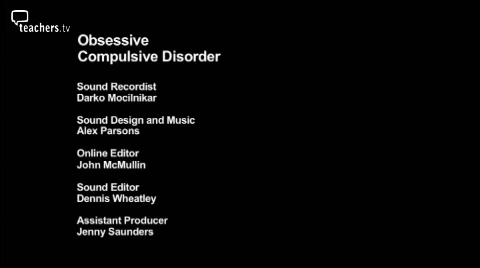 teachers.tv
Obsessive
Compulsive Disorder
Sound Recordist
Darko Mocilnikar
Sound Design and Music
Alex Parsons
Online Editor
John McMullin
Sound Editor
Dennis Wheatley
Assistant Producer
Jenny Saunders